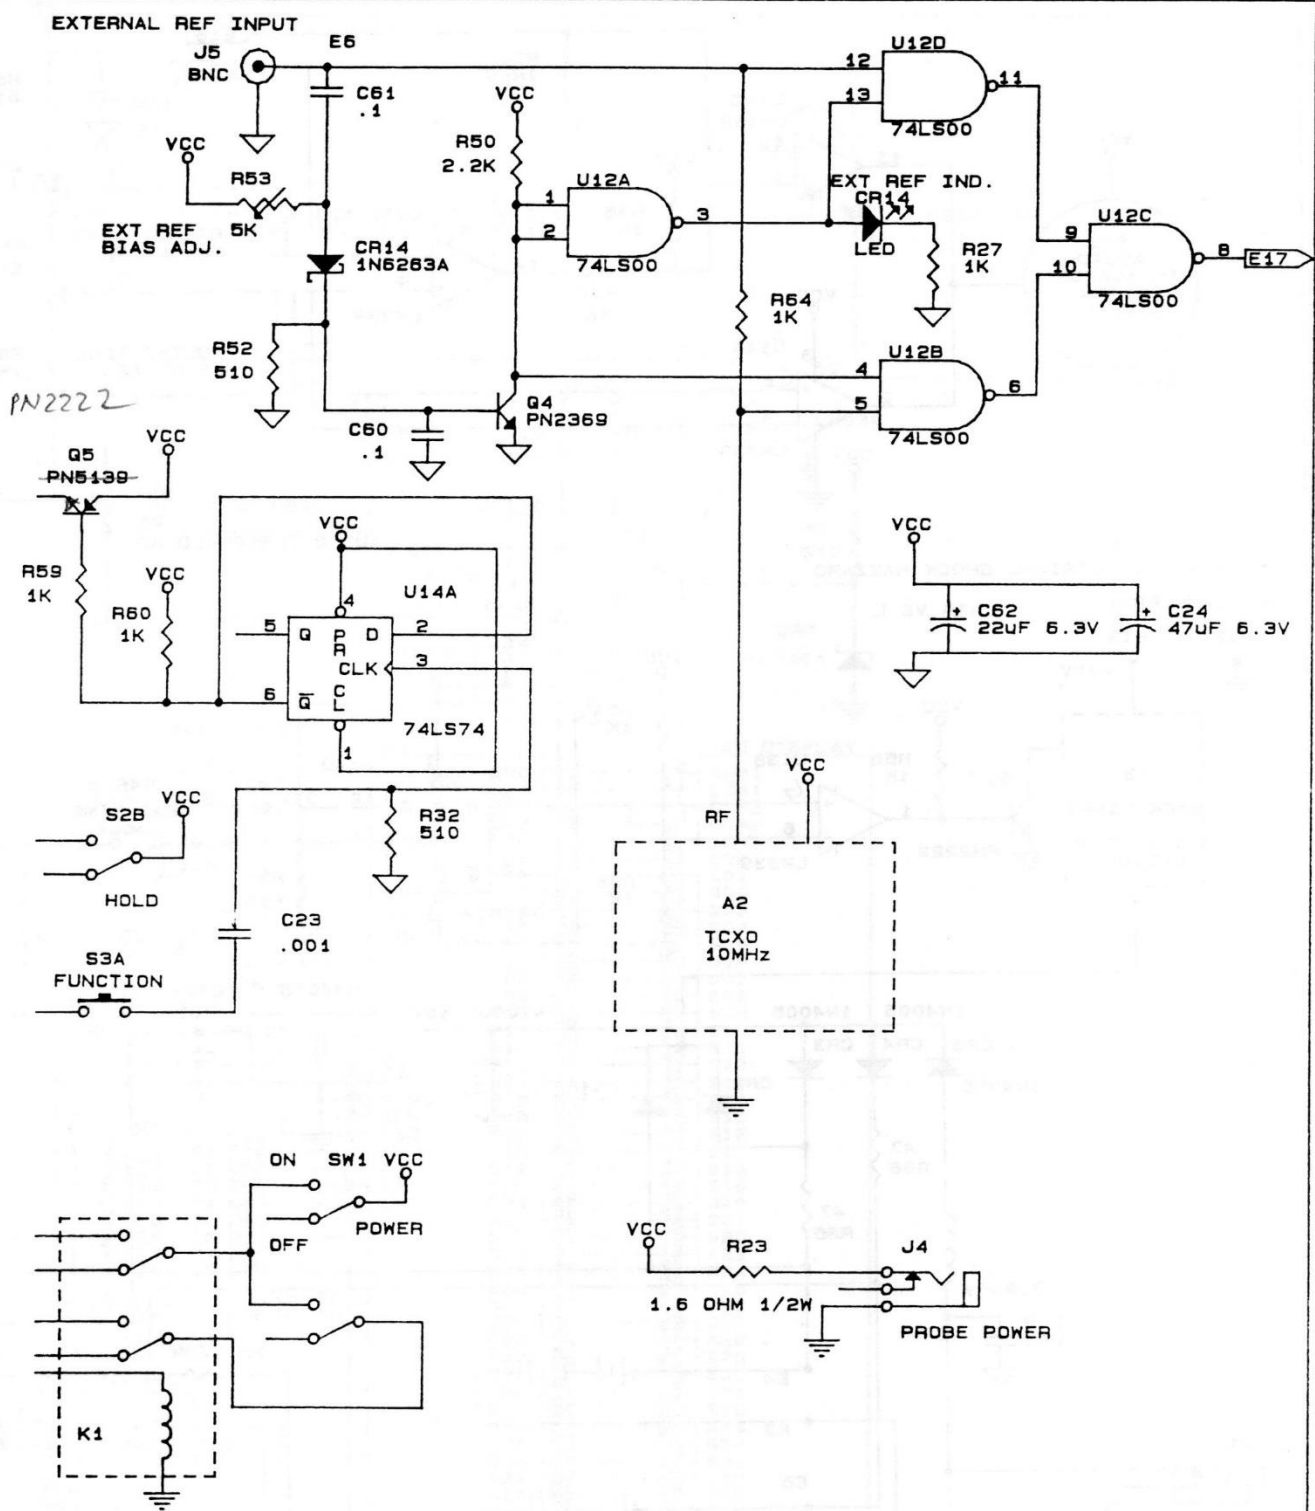 EXTERNAL REF INPUT
J5
BNC
E6
C61
.1
VCC
R53
5K
EXT REF
BIAS ADJ.
CR14
1N6263A
R52
510
C60
.1
VCC
R50
2.2K
U12A
1
2
3
74LS00
Q4
PN2369
U12D
12
13
11
74LS00
EXT REF IND.
CR14
LED
R27
1K
R64
1K
U12B
4
5
6
74LS00
U12C
9
10
8
74LS00
E17
PN2222
Q5
PN5139
VCC
R59
1K
VCC
R60
1K
VCC
U14A
4
5
Q
PR
D
2
CLK
3
6
Q
CL
1
74LS74
R32
510
VCC
C62
22uF 6.3V
C24
47uF 6.3V
S2B
VCC
HOLD
C23
.001
S3A
FUNCTION
RF
VCC
A2
TCXO
10MHz
ON
SW1
VCC
OFF
POWER
K1
VCC
R23
1.6 OHM 1/2W
J4
PROBE POWER